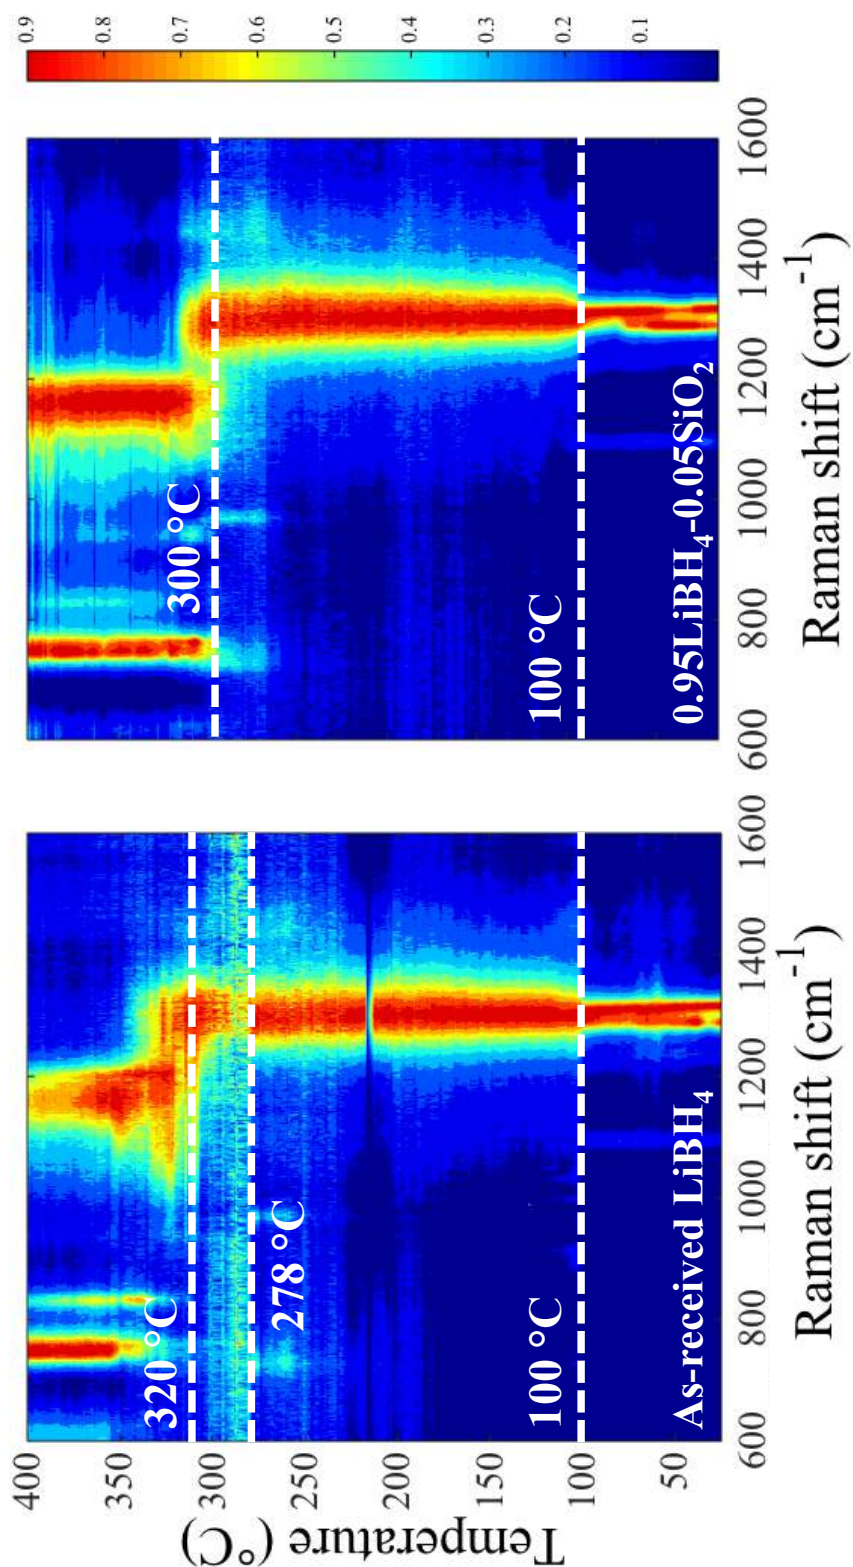 Temperature (°C)
400
350
300
250
200
150
100
50
320 °C
278 °C
100 °C
As-received LiBH4
600
800
1000
1200
1400
1600
Raman shift (cm-1)
300 °C
100 °C
0.95LiBH4-0.05SiO2
600
800
1000
1200
1400
1600
Raman shift (cm-1)
0.9
0.8
0.7
0.6
0.5
0.4
0.3
0.2
0.1